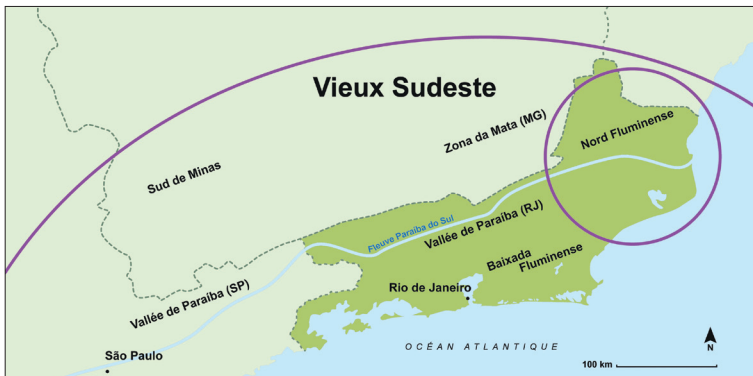 Vieux Sudeste
Zona da Mata (MG)
Nord Fluminense
Sud de Minas
Fleuve Paraiba do Sul
Vallée de Paraíba (RJ)
Baixada
Fluminense
Vallée de Paraíba (SP)
Rio de Janeiro
São Paulo
OCÉAN ATLANTIQUE
N
100 km